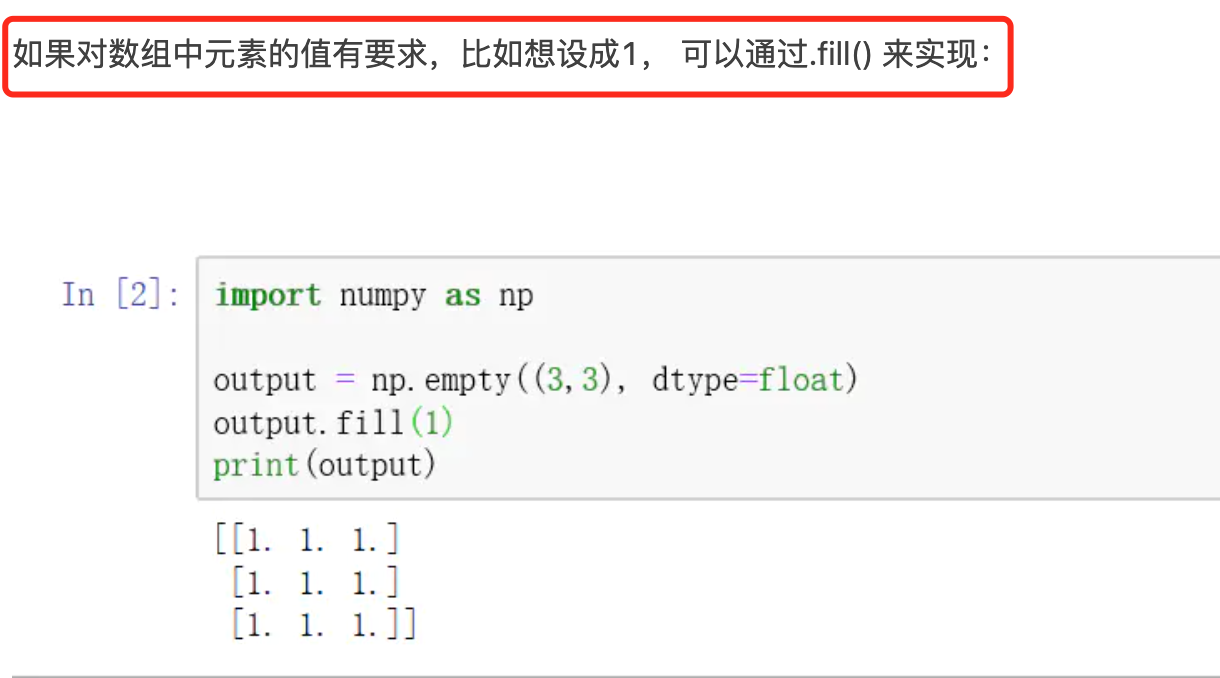 如果对数组中元素的值有要求，比如想设成1， 可以通过.fill() 来实现：
In [2]:
import numpy as np
output = np.empty((3,3), dtype=float)
output.fill(1)
print(output)
[[1. 1. 1.]
[1. 1. 1.]
[1. 1. 1.]]